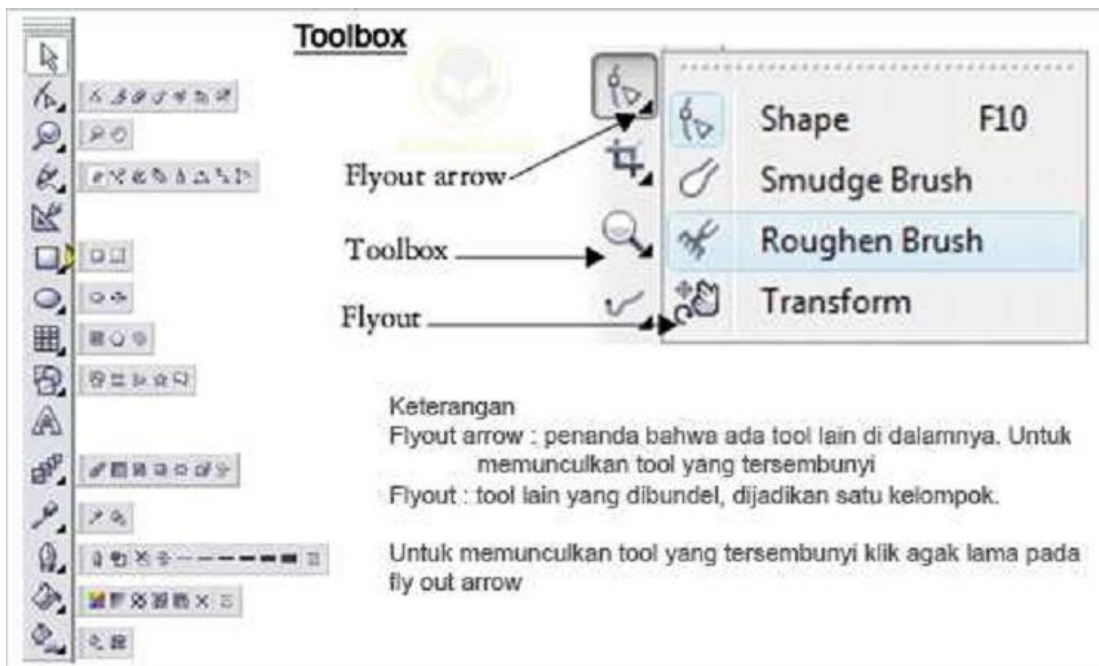 Toolbox
Flyout arrow
Toolbox
Flyout
Shape F10
Smudge Brush
Roughen Brush
Transform
Keterangan
Flyout arrow : penanda bahwa ada tool lain di dalamnya. Untuk
memunculkan tool yang tersembunyi
Flyout : tool lain yang dibundel, dijadikan satu kelompok.
Untuk memunculkan tool yang tersembunyi klik agak lama pada
fly out arrow